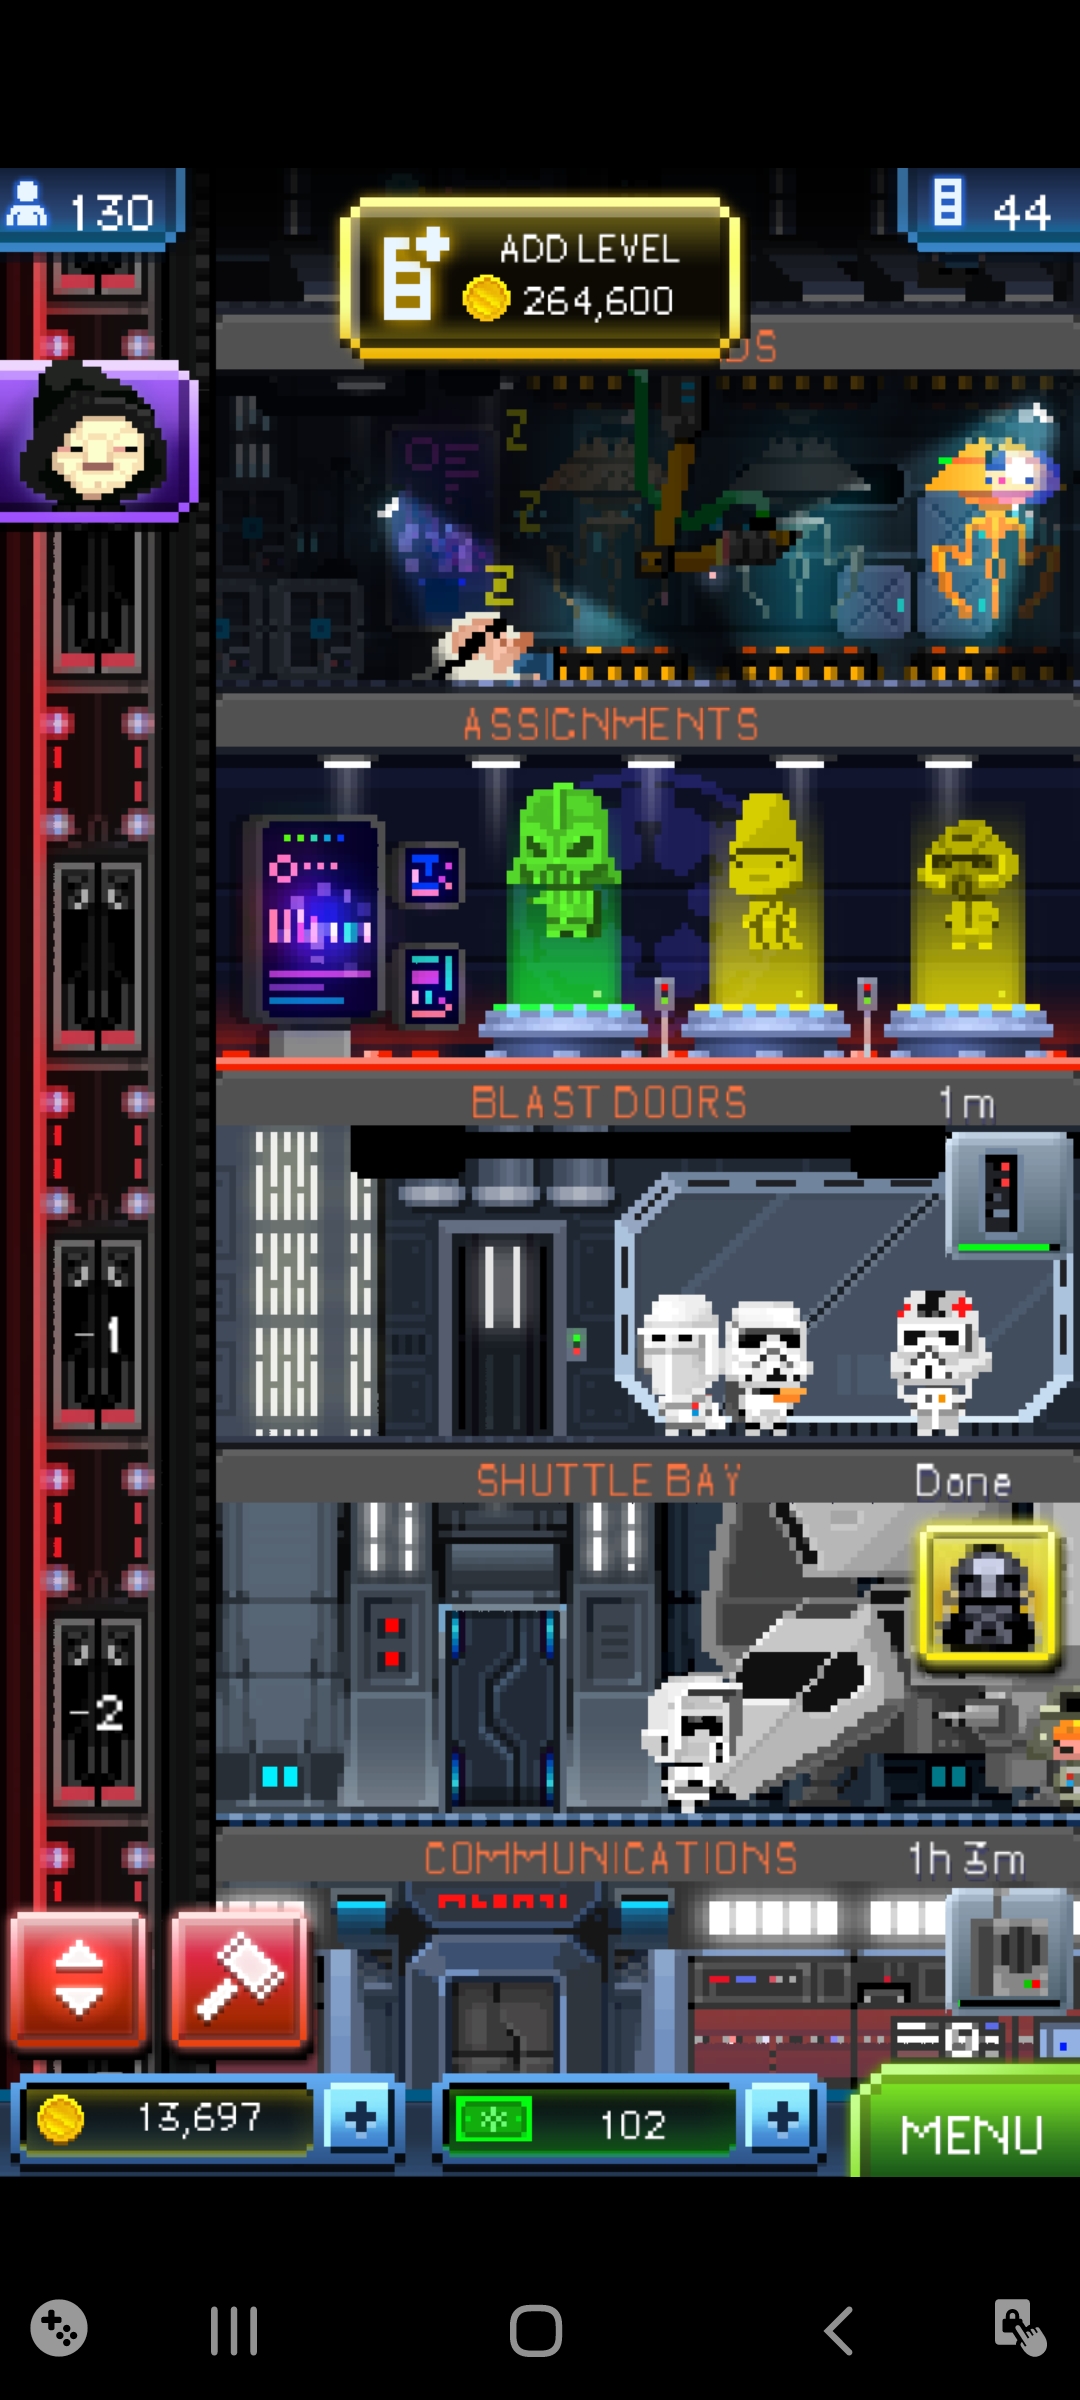 130
ADD LEVEL
264,600
44
DS
Z
Z
Z
ASSIGNMENTS
BLAST DOORS 1m
-1
SHUTTLE BAY Done
-2
COMMUNICATIONS 1h 3m
13,697
102
MENU